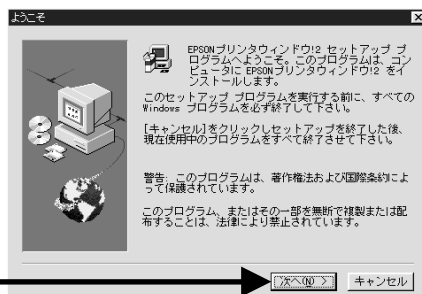 ようこそ
EPSONプリンタウィンドウ!2 セットアップ プ
ログラムへようこそ。このプログラムは、コン
ピュータに EPSONプリンタウィンドウ!2 をイ
ンストールします。
このセットアップ プログラムを実行する前に、すべての
Windows プログラムを必ず終了して下さい。
[キャンセル]をクリックしセットアップを終了した後、
現在使用中のプログラムをすべて終了させて下さい。
警告: このプログラムは、著作権法および国際条約によ
って保護されています。
このプログラム、またはその一部を無断で複製または配
布することは、法律により禁止されています。
次へ(N) > キャンセル